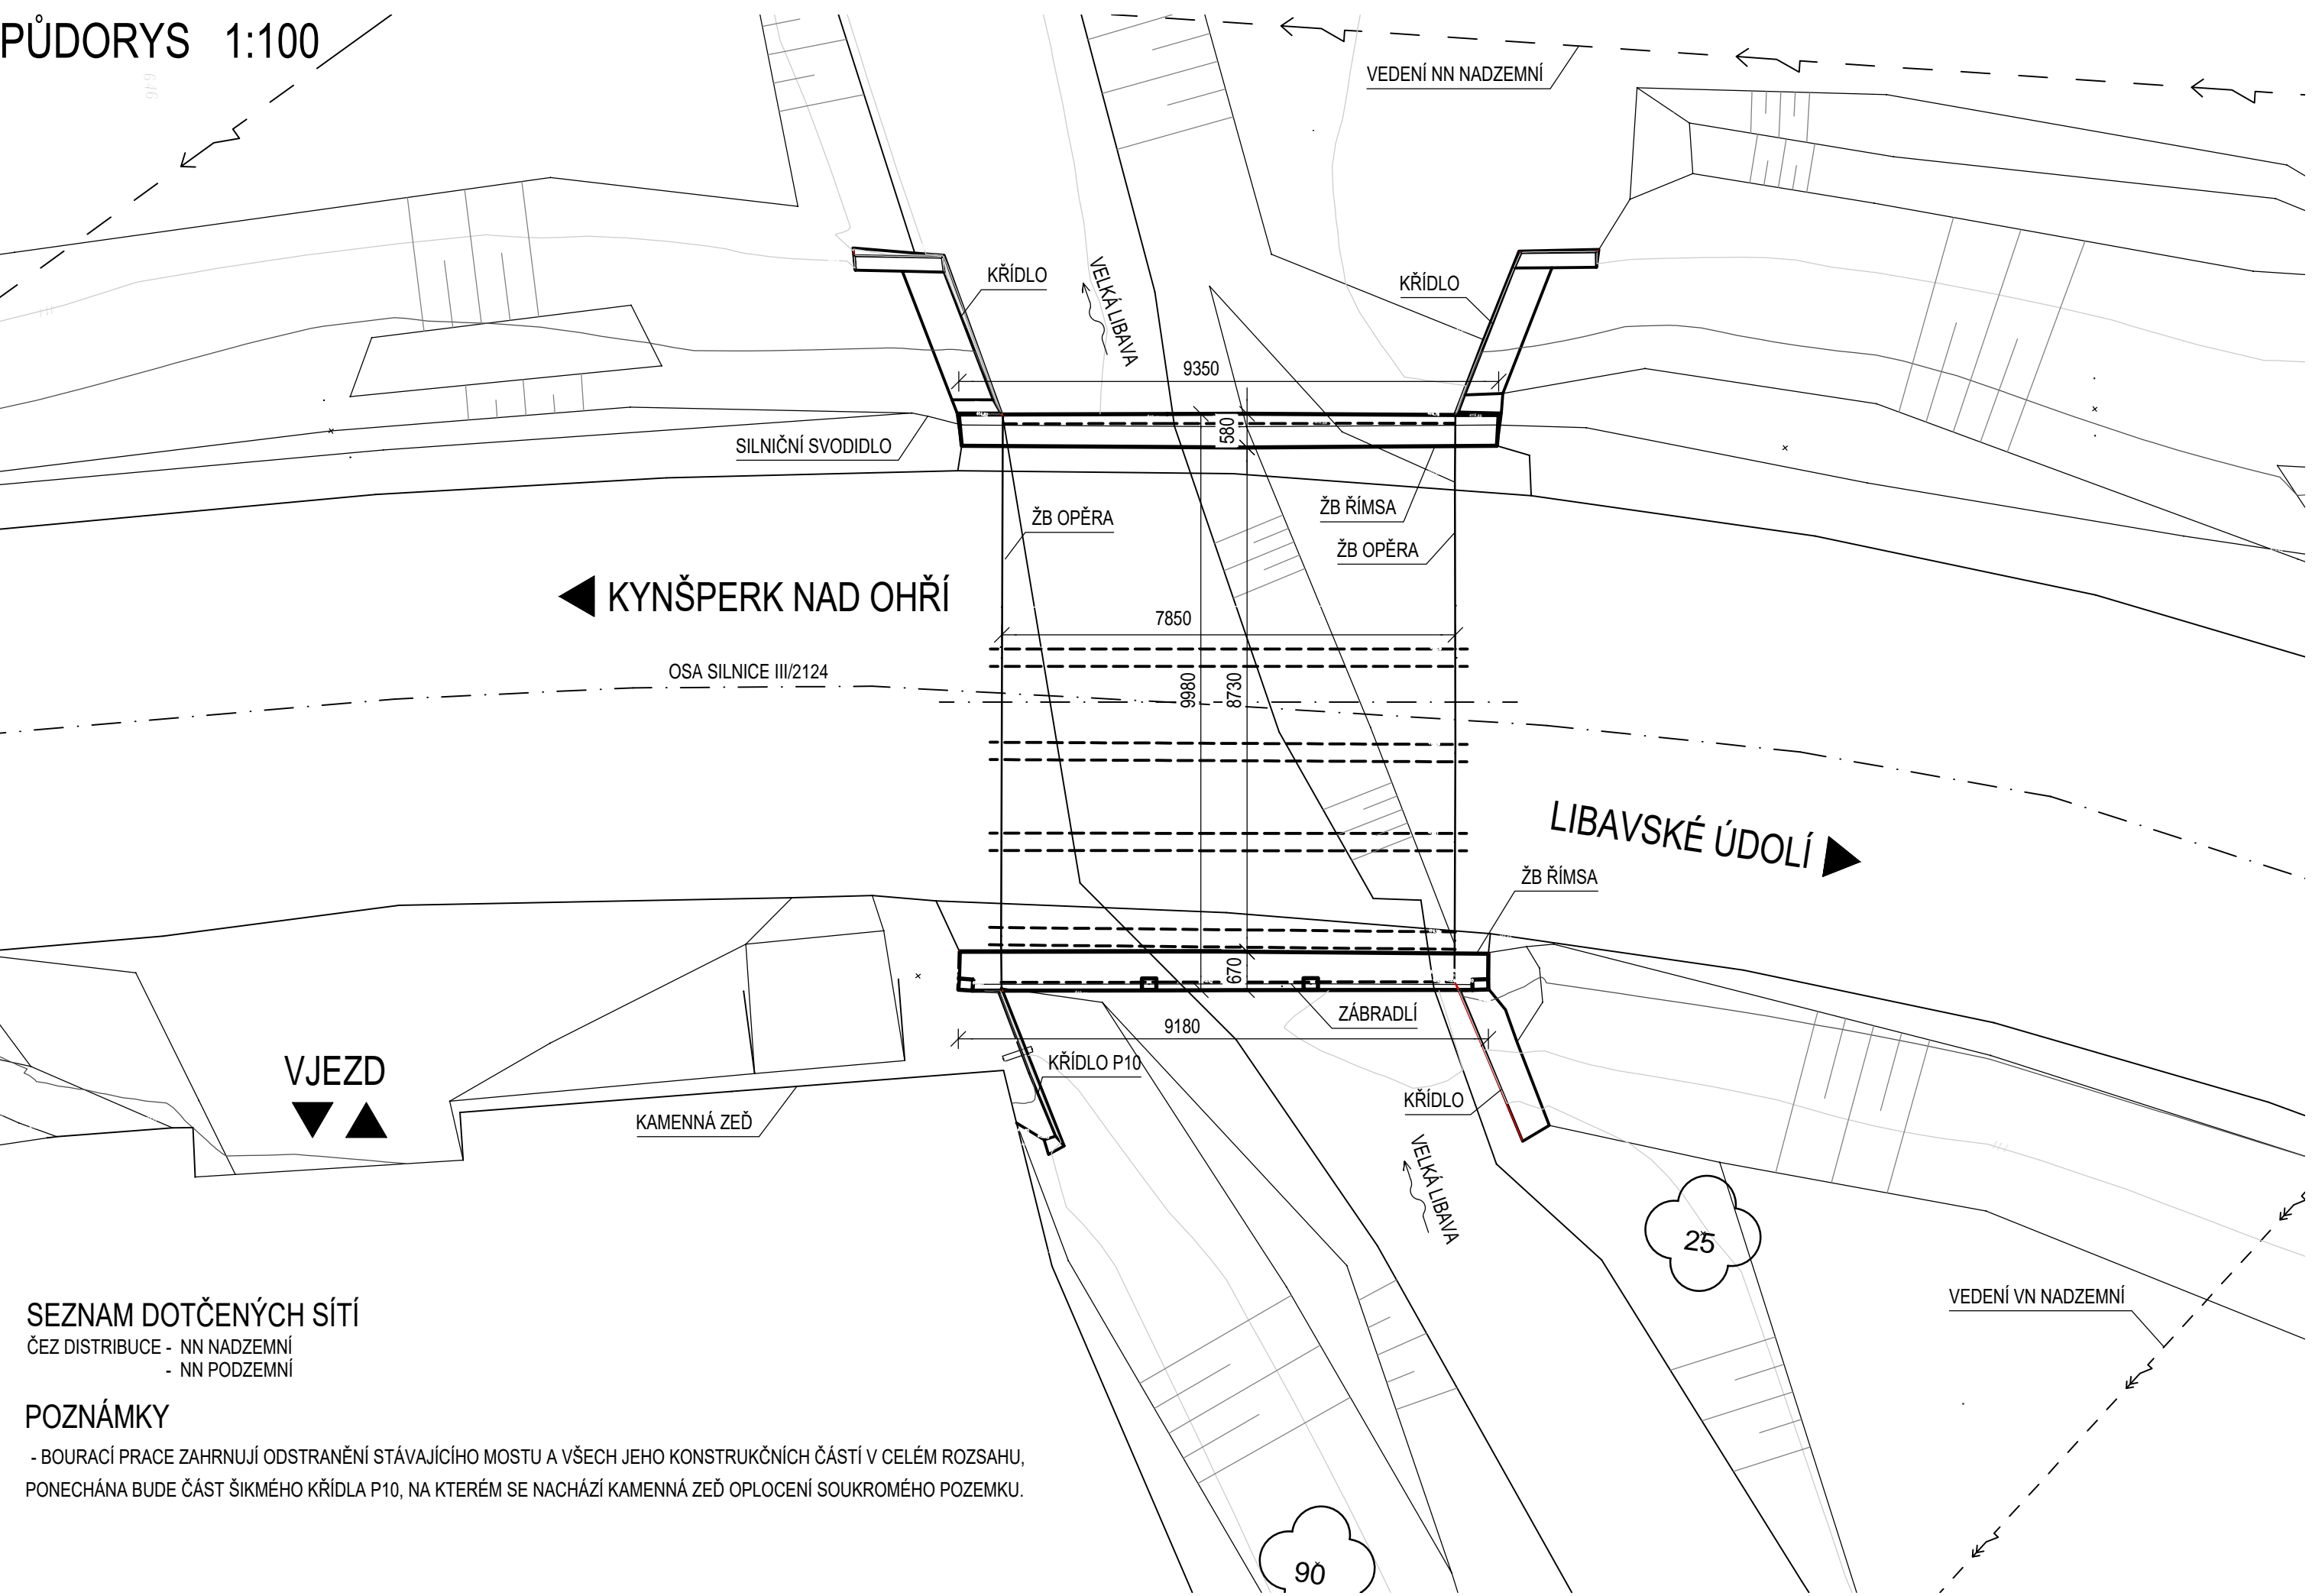 PŮDORYS 1:100
646
VEDENÍ NN NADZEMNÍ
KŘÍDLO
VELKÁ LIBAVA
KŘÍDLO
9350
580
SILNIČNÍ SVODIDLO
ŽB OPĚRA
ŽB ŘÍMSA
ŽB OPĚRA
KYNŠPERK NAD OHŘÍ
7850
OSA SILNICE III/2124
9980
8730
LIBAVSKÉ ÚDOLÍ
ŽB ŘÍMSA
670
ZÁBRADLÍ
9180
KŘÍDLO P10
VJEZD
KŘÍDLO
KAMENNÁ ZEĎ
VELKÁ LIBAVA
25
VEDENÍ VN NADZEMNÍ
SEZNAM DOTČENÝCH SÍTÍ
ČEZ DISTRIBUCE - NN NADZEMNÍ
- NN PODZEMNÍ
POZNÁMKY
- BOURACÍ PRACE ZAHRNUJÍ ODSTRANĚNÍ STÁVAJÍCÍHO MOSTU A VŠECH JEHO KONSTRUKČNÍCH ČÁSTÍ V CELÉM ROZSAHU,
PONECHÁNA BUDE ČÁST ŠIKMÉHO KŘÍDLA P10, NA KTERÉM SE NACHÁZÍ KAMENNÁ ZEĎ OPLOCENÍ SOUKROMÉHO POZEMKU.
90